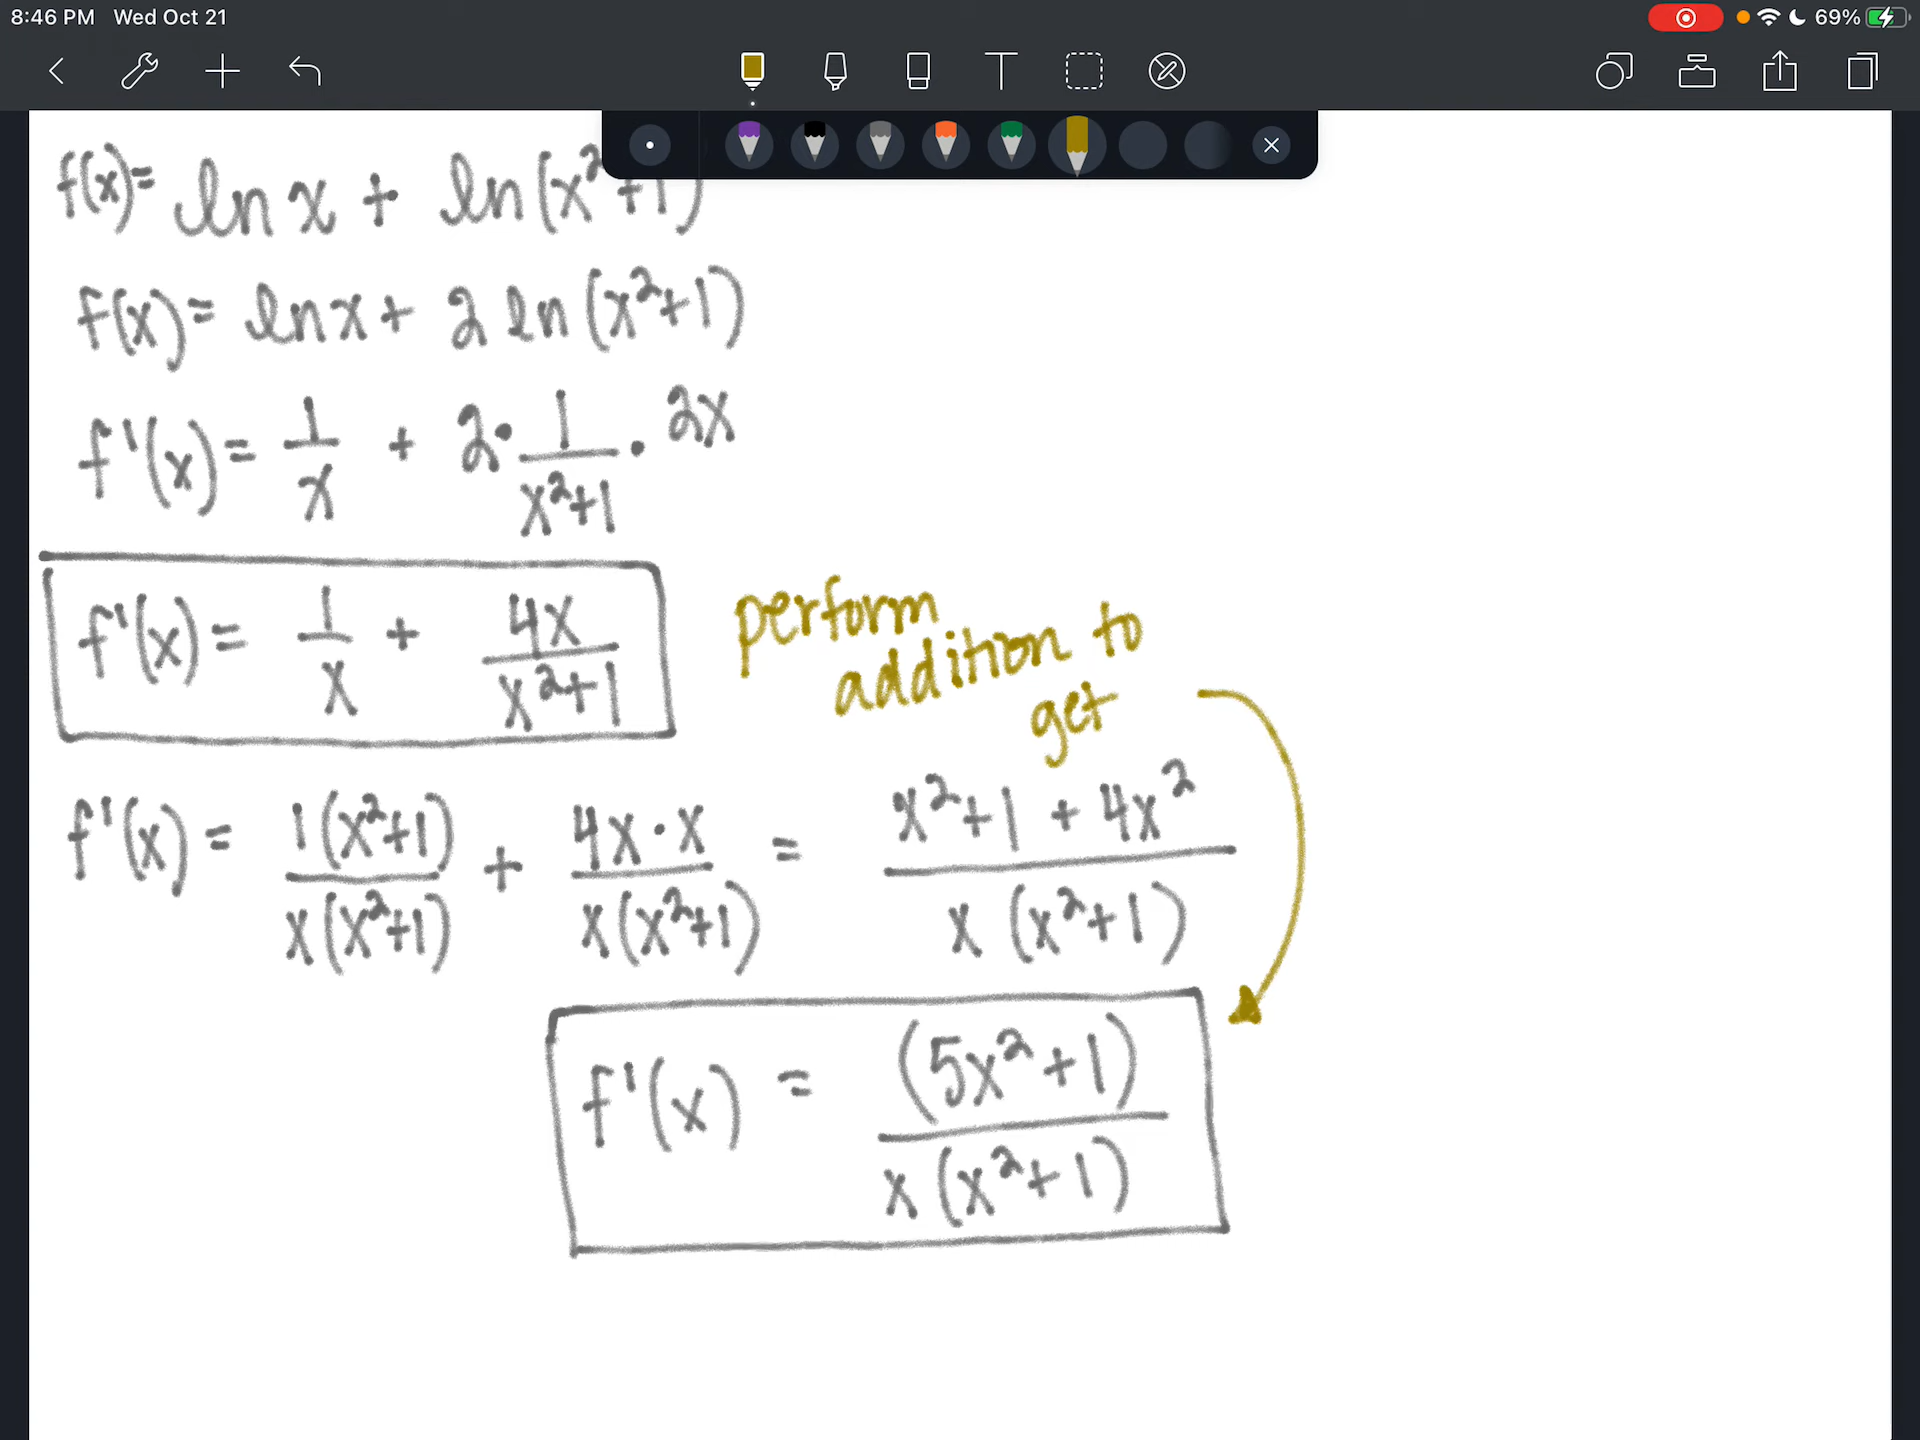 8:46 PM Wed Oct 21 69%
f(x)= ln x + ln(x²+1)
f(x)= lnx + 2 ln (x²+1)
f'(x)= 1/x + 2·1/(x²+1) · 2x
f'(x)= 1/x + 4x/(x²+1)
perform
addition to
get
f'(x)= 1(x²+1)/x(x²+1) + 4x·x/x(x²+1) = x²+1 + 4x²/x(x²+1)
f'(x) = (5x²+1)/x(x²+1)